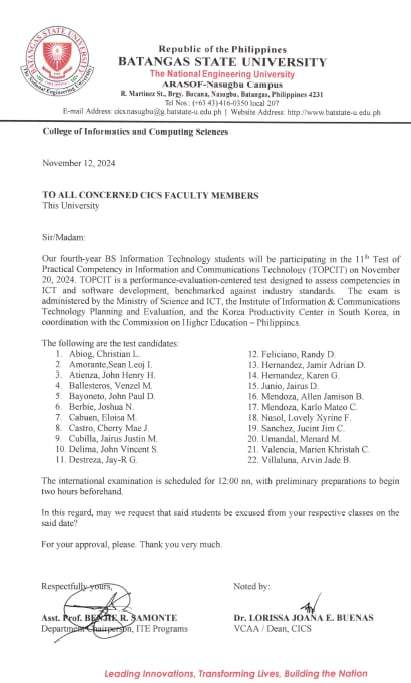 Republic of the Philippines
BATANGAS STATE UNIVERSITY
The National Engineering University
ARASOF-Nasugbu Campus
R. Martinez St., Brgy. Bucana, Nasugbu, Batangas, Philippines 4231
Tel Nos.: (+63 43) 416-0350 local 207
E-mail Address: cics.nasugbu@g.batstate-u.edu.ph | Website Address: http://www.batstate-u.edu.ph
College of Informatics and Computing Sciences
November 12, 2024
TO ALL CONCERNED CICS FACULTY MEMBERS
This University
Sir/Madam:
Our fourth-year BS Information Technology students will be participating in the 11th Test of
Practical Competency in Information and Communications Technology (TOPCIT) on November
20, 2024. TOPCIT is a performance-evaluation-centered test designed to assess competencies in
ICT and software development, benchmarked against industry standards. The exam is
administered by the Ministry of Science and ICT, the Institute of Information & Communications
Technology Planning and Evaluation, and the Korea Productivity Center in South Korea, in
coordination with the Commission on Higher Education – Philippines.
The following are the test candidates:
1. Abiog, Christian L.
2. Amorante,Sean Leoj I.
3. Atienza, John Henry H.
4. Ballesteros, Venzel M.
5. Bayoneto, John Paul D.
6. Berbie, Joshua N.
7. Cabuen, Eloisa M.
8. Castro, Cherry Mae J.
9. Cubilla, Jairus Justin M.
10. Delima, John Vincent S.
11. Destreza, Jay-R G.
12. Feliciano, Randy D.
13. Hernandez, Jamir Adrian D.
14. Hernandez, Karen G.
15. Junio, Jairus D.
16. Mendoza, Allen Jamison B.
17. Mendoza, Karlo Mateo C.
18. Lovely Xyrine F.
19. Sanchez, Jucint Jim C.
20. Umandal, Menard M.
21. Valencia, Marien Khristah C.
22. Villaluna, Arvin Jade B.
The international examination is scheduled for 12:00 nn, with preliminary preparations to begin
two hours beforehand.
In this regard, may we request that said students be excused from your respective classes on the
said date?
For your approval, please. Thank you very much.
Respectfully yours,
Asst. Prof. BENJIE R. SAMONTE
Department Chairperson, ITE Programs
Noted by:
Dr. LORISSA JOANA E. BUENAS
VCAA / Dean, CICS
Leading Innovations, Transforming Lives, Building the Nation